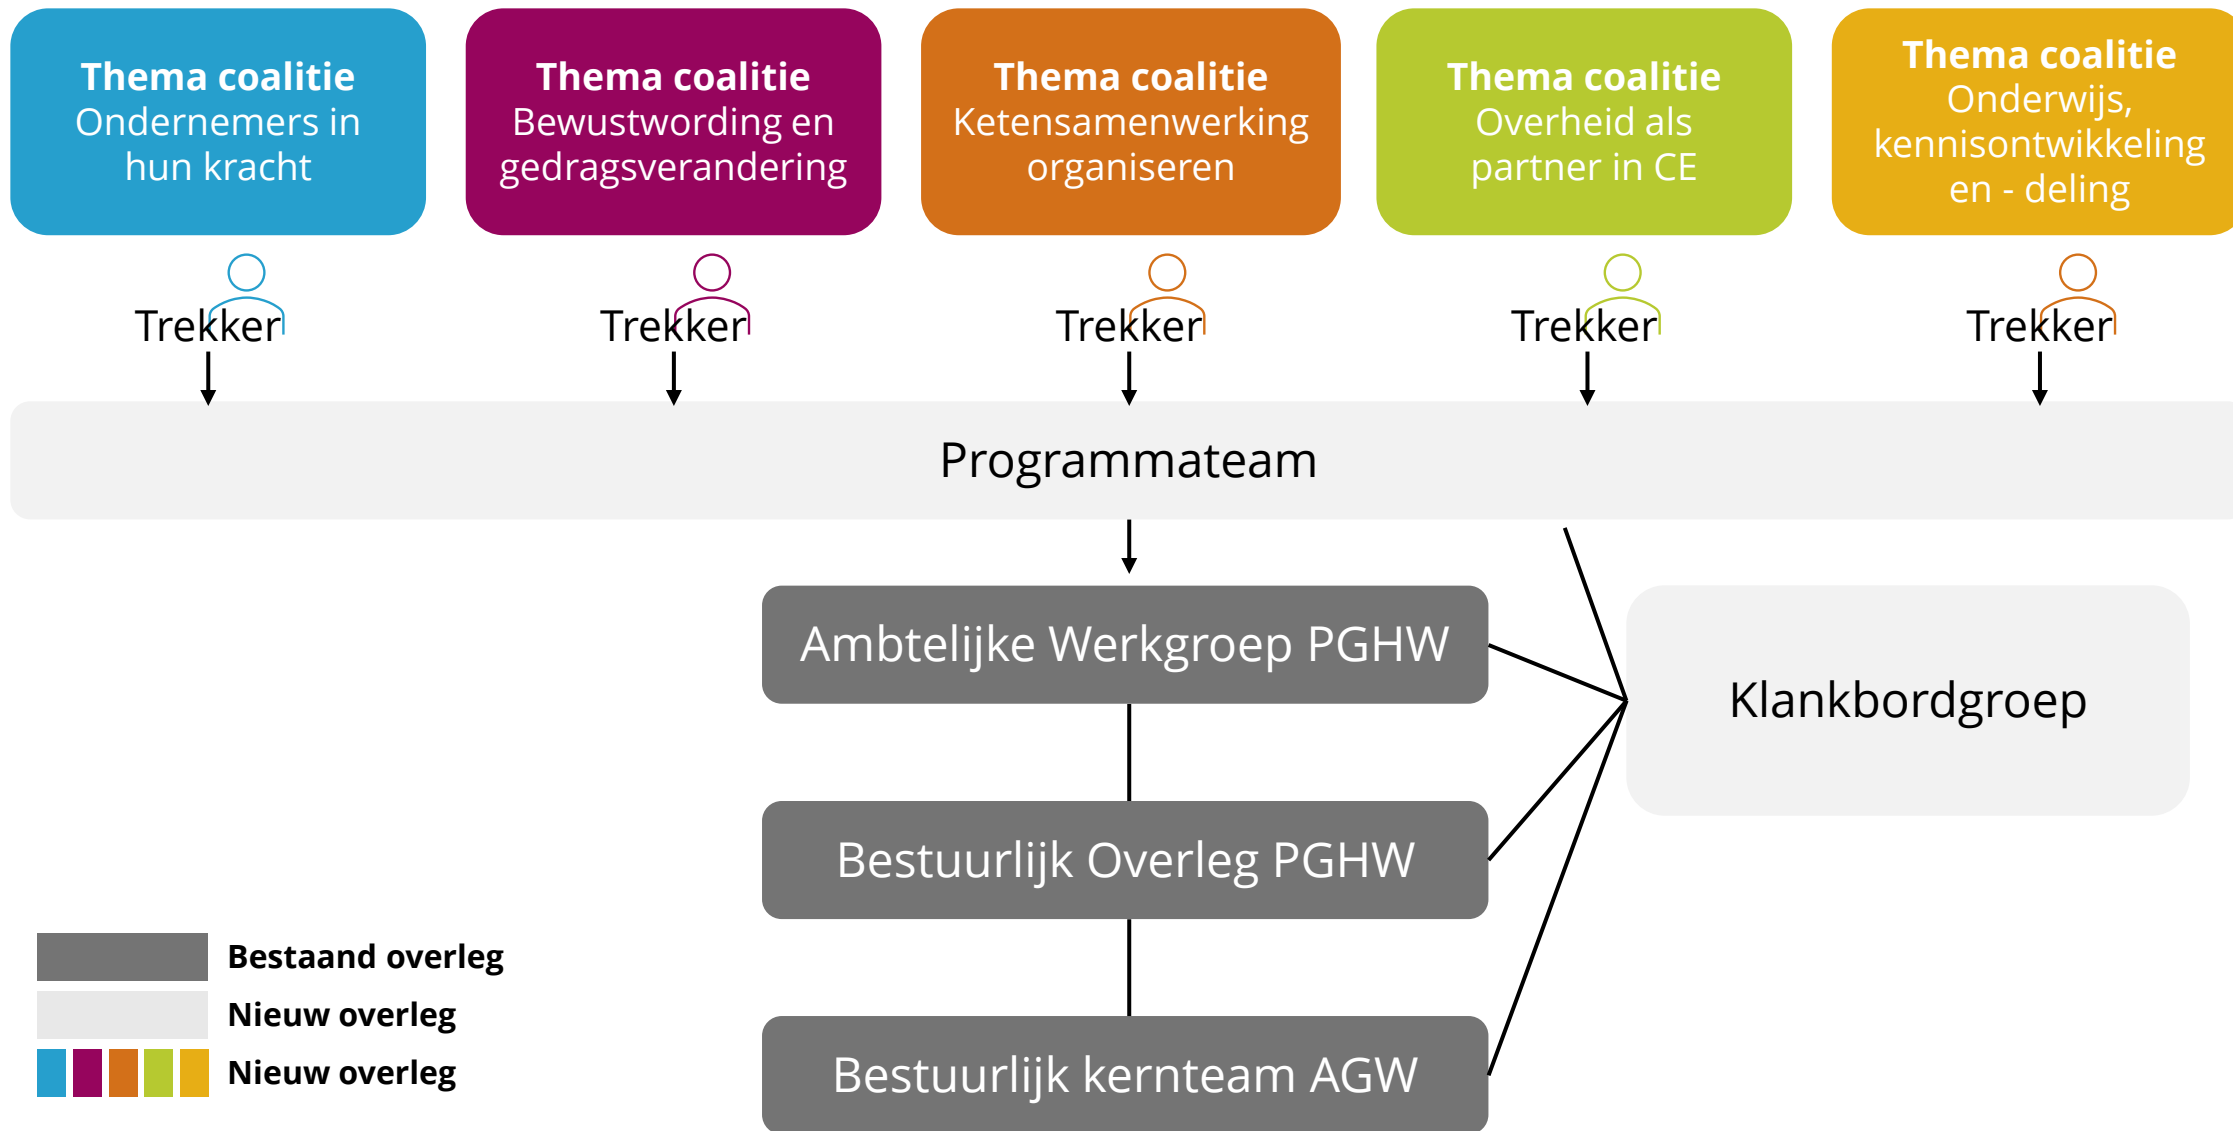 Thema coalitie
Ondernemers in
hun kracht
Thema coalitie
Bewustwording en
gedragsverandering
Thema coalitie
Ketensamenwerking
organiseren
Thema coalitie
Overheid als
partner in CE
Thema coalitie
Onderwijs,
kennisontwikkeling
en - deling
Trekker
Trekker
Trekker
Trekker
Trekker
Programmateam
Ambtelijke Werkgroep PGHW
Klankbordgroep
Bestuurlijk Overleg PGHW
Bestuurlijk kernteam AGW
Bestaand overleg
Nieuw overleg
Nieuw overleg